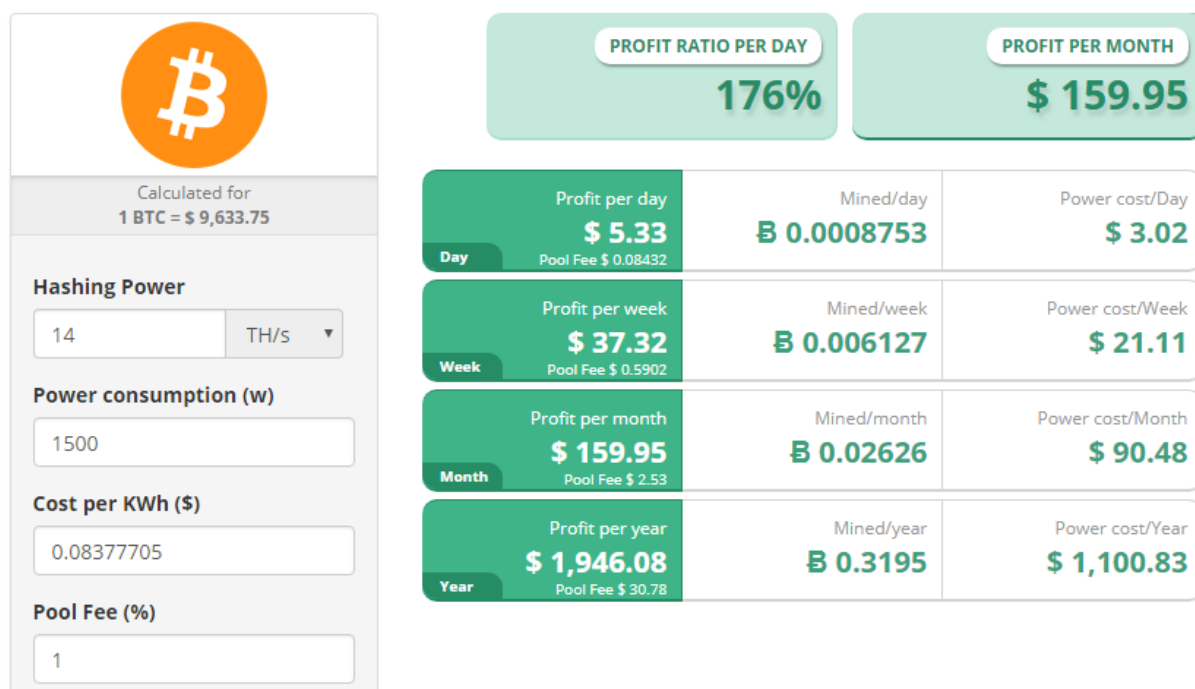 Calculated for
1 BTC = $ 9,633.75
Hashing Power
14
TH/s
Power consumption (w)
1500
Cost per KWh ($)
0.08377705
Pool Fee (%)
1
PROFIT RATIO PER DAY
176%
PROFIT PER MONTH
$ 159.95
Day
Profit per day
$ 5.33
Pool Fee $ 0.08432
Mined/day
Ƀ 0.0008753
Power cost/Day
$ 3.02
Week
Profit per week
$ 37.32
Pool Fee $ 0.5902
Mined/week
Ƀ 0.006127
Power cost/Week
$ 21.11
Month
Profit per month
$ 159.95
Pool Fee $ 2.53
Mined/month
Ƀ 0.02626
Power cost/Month
$ 90.48
Year
Profit per year
$ 1,946.08
Pool Fee $ 30.78
Mined/year
Ƀ 0.3195
Power cost/Year
$ 1,100.83